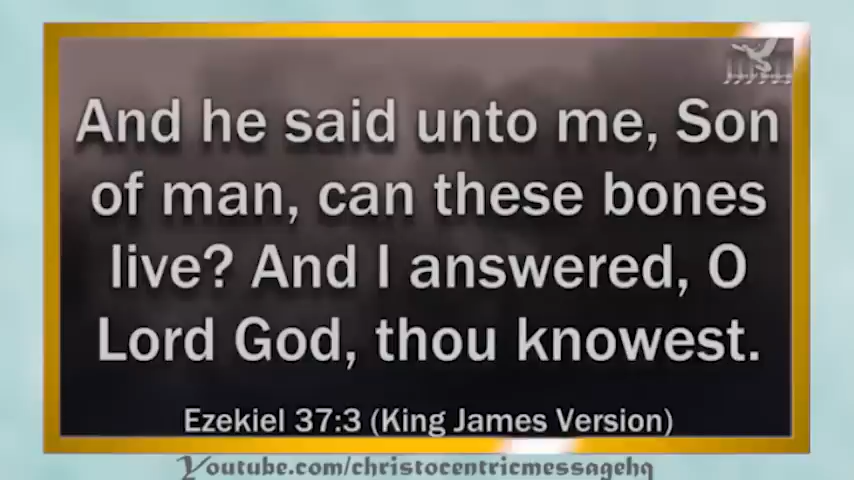 And he said unto me, Son
of man, can these bones
live? And I answered, O
Lord God, thou knowest.
Ezekiel 37:3 (King James Version)
Youtube.com/christocentricmessagehq